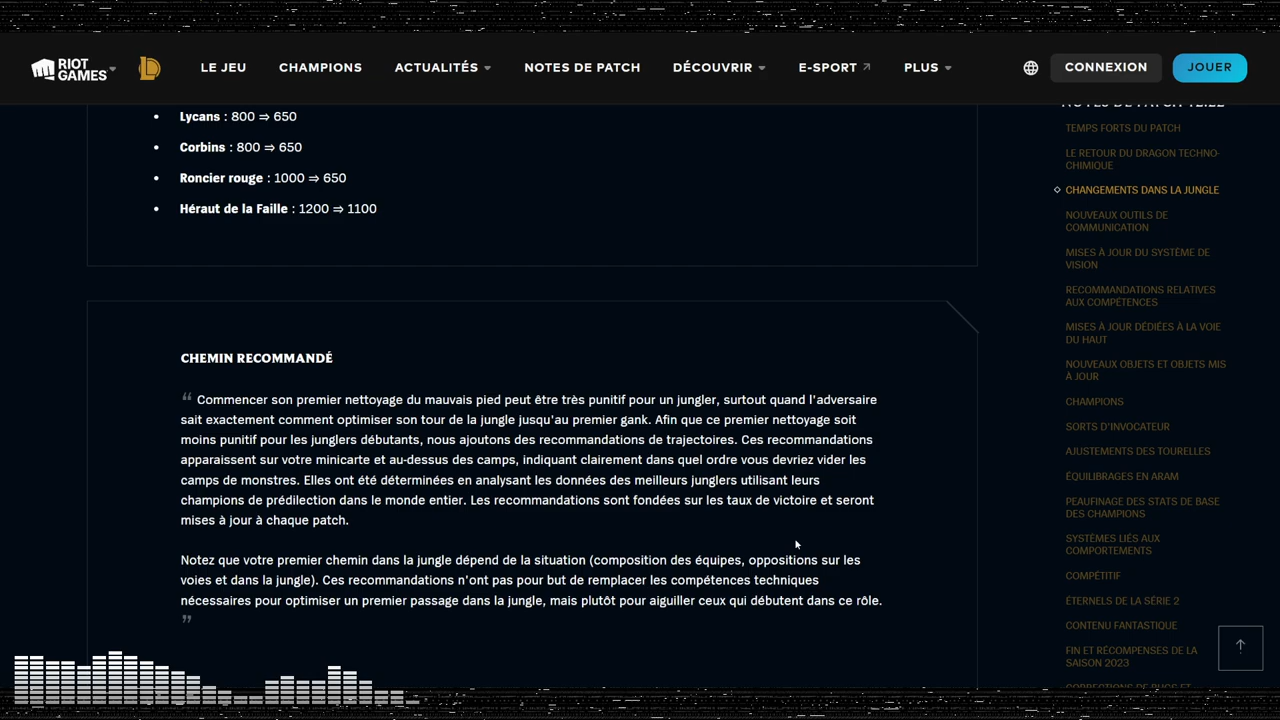 RIOT GAMES
LE JEU
CHAMPIONS
ACTUALITÉS
NOTES DE PATCH
DÉCOUVRIR
E-SPORT
PLUS
CONNEXION
JOUER
Lycans : 800 ⇒ 650
Corbins : 800 ⇒ 650
Roncier rouge : 1000 ⇒ 650
Héraut de la Faille : 1200 ⇒ 1100
CHEMIN RECOMMANDÉ
“ Commencer son premier nettoyage du mauvais pied peut être très punitif pour un jungler, surtout quand l'adversaire
sait exactement comment optimiser son tour de la jungle jusqu'au premier gank. Afin que ce premier nettoyage soit
moins punitif pour les junglers débutants, nous ajoutons des recommandations de trajectoires. Ces recommandations
apparaissent sur votre minicarte et au-dessus des camps, indiquant clairement dans quel ordre vous devriez vider les
camps de monstres. Elles ont été déterminées en analysant les données des meilleurs junglers utilisant leurs
champions de prédilection dans le monde entier. Les recommandations sont fondées sur les taux de victoire et seront
mises à jour à chaque patch.
Notez que votre premier chemin dans la jungle dépend de la situation (composition des équipes, oppositions sur les
voies et dans la jungle). Ces recommandations n'ont pas pour but de remplacer les compétences techniques
nécessaires pour optimiser un premier passage dans la jungle, mais plutôt pour aiguiller ceux qui débutent dans ce rôle.
”
NOTES DE PATCH 12.22
TEMPS FORTS DU PATCH
LE RETOUR DU DRAGON TECHNO-
CHIMIQUE
CHANGEMENTS DANS LA JUNGLE
NOUVEAUX OUTILS DE
COMMUNICATION
MISES À JOUR DU SYSTÈME DE
VISION
RECOMMANDATIONS RELATIVES
AUX COMPÉTENCES
MISES À JOUR DÉDIÉES À LA VOIE
DU HAUT
NOUVEAUX OBJETS ET OBJETS MIS
À JOUR
CHAMPIONS
SORTS D'INVOCATEUR
AJUSTEMENTS DES TOURELLES
ÉQUILIBRAGES EN ARAM
PEAUFINAGE DES STATS DE BASE
DES CHAMPIONS
SYSTÈMES LIÉS AUX
COMPORTEMENTS
COMPÉTITIF
ÉTERNELS DE LA SÉRIE 2
CONTENU FANTASTIQUE
FIN ET RÉCOMPENSES DE LA
SAISON 2023
CORRECTIONS DE BUGS ET